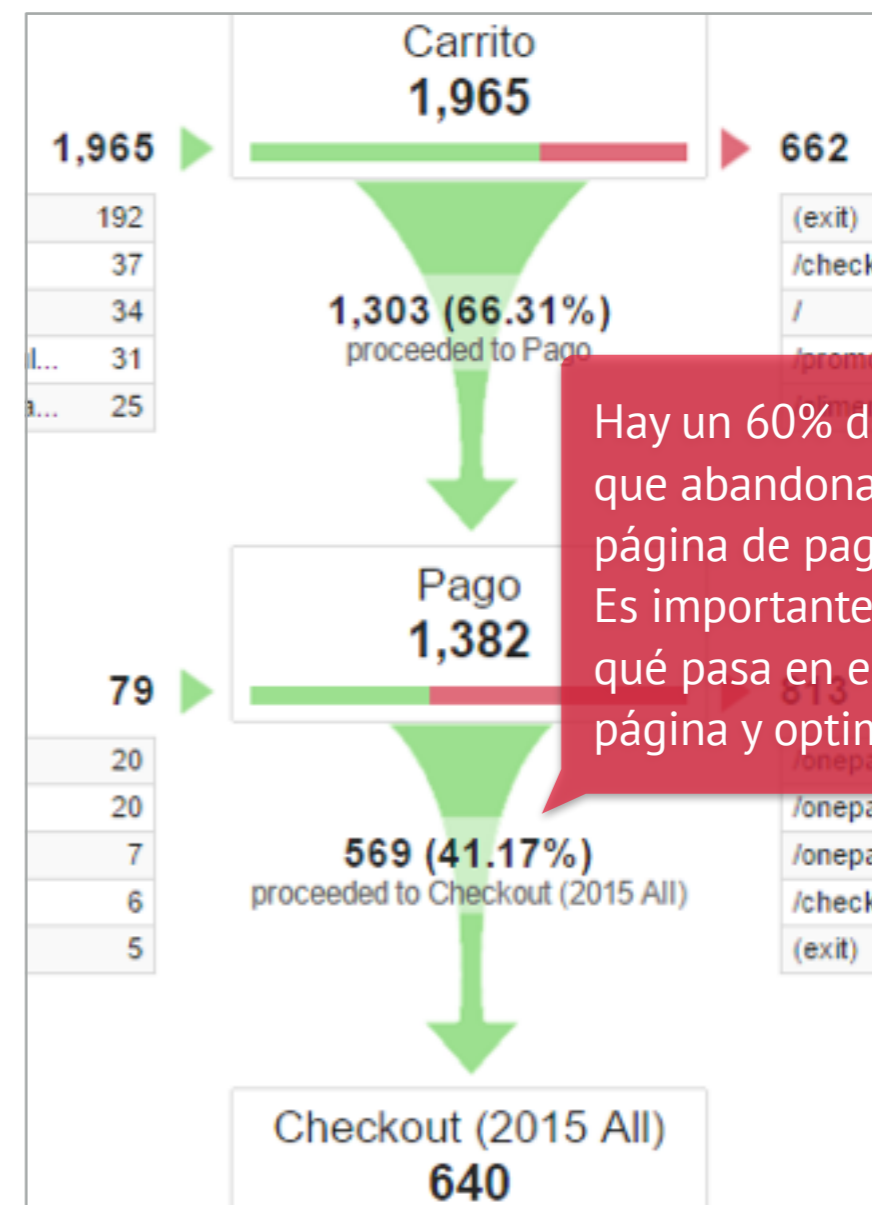 Carrito
1,965
1,965
662
192
37
34
31
25
(exit)
/
1,303 (66.31%)
proceeded to Pago
Hay un 60% d
que abandona
página de pag
Es importante
qué pasa en e
página y optim
Pago
1,382
79
813
20
20
7
6
5
/onepa
/onepa
/onepa
/check
(exit)
569 (41.17%)
proceeded to Checkout (2015 All)
Checkout (2015 All)
640